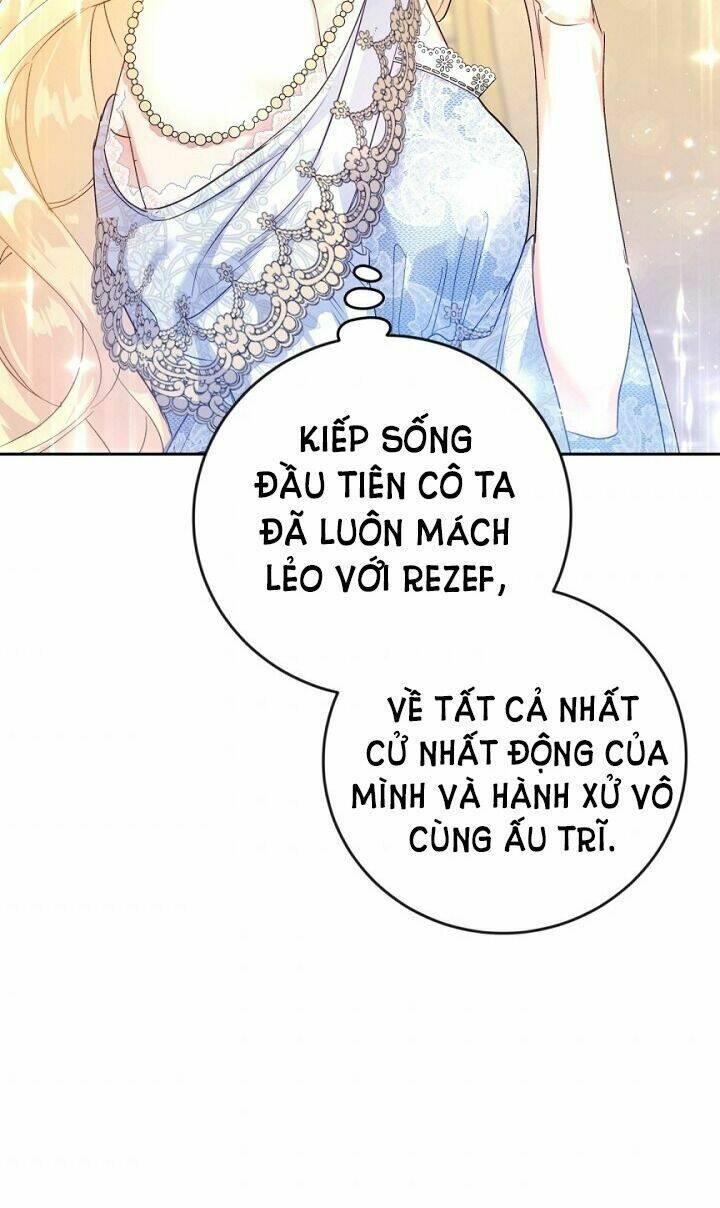 KIẾP SỐNG
ĐẦU TIÊN CÔ TA
ĐÃ LUÔN MÁCH
LẺO VỚI REZEF,
VỀ TẤT CẢ NHẤT
CỬ NHẤT ĐỘNG CỦA
MÌNH VÀ HÀNH XỬ VÔ
CÙNG ẤU TRĨ.